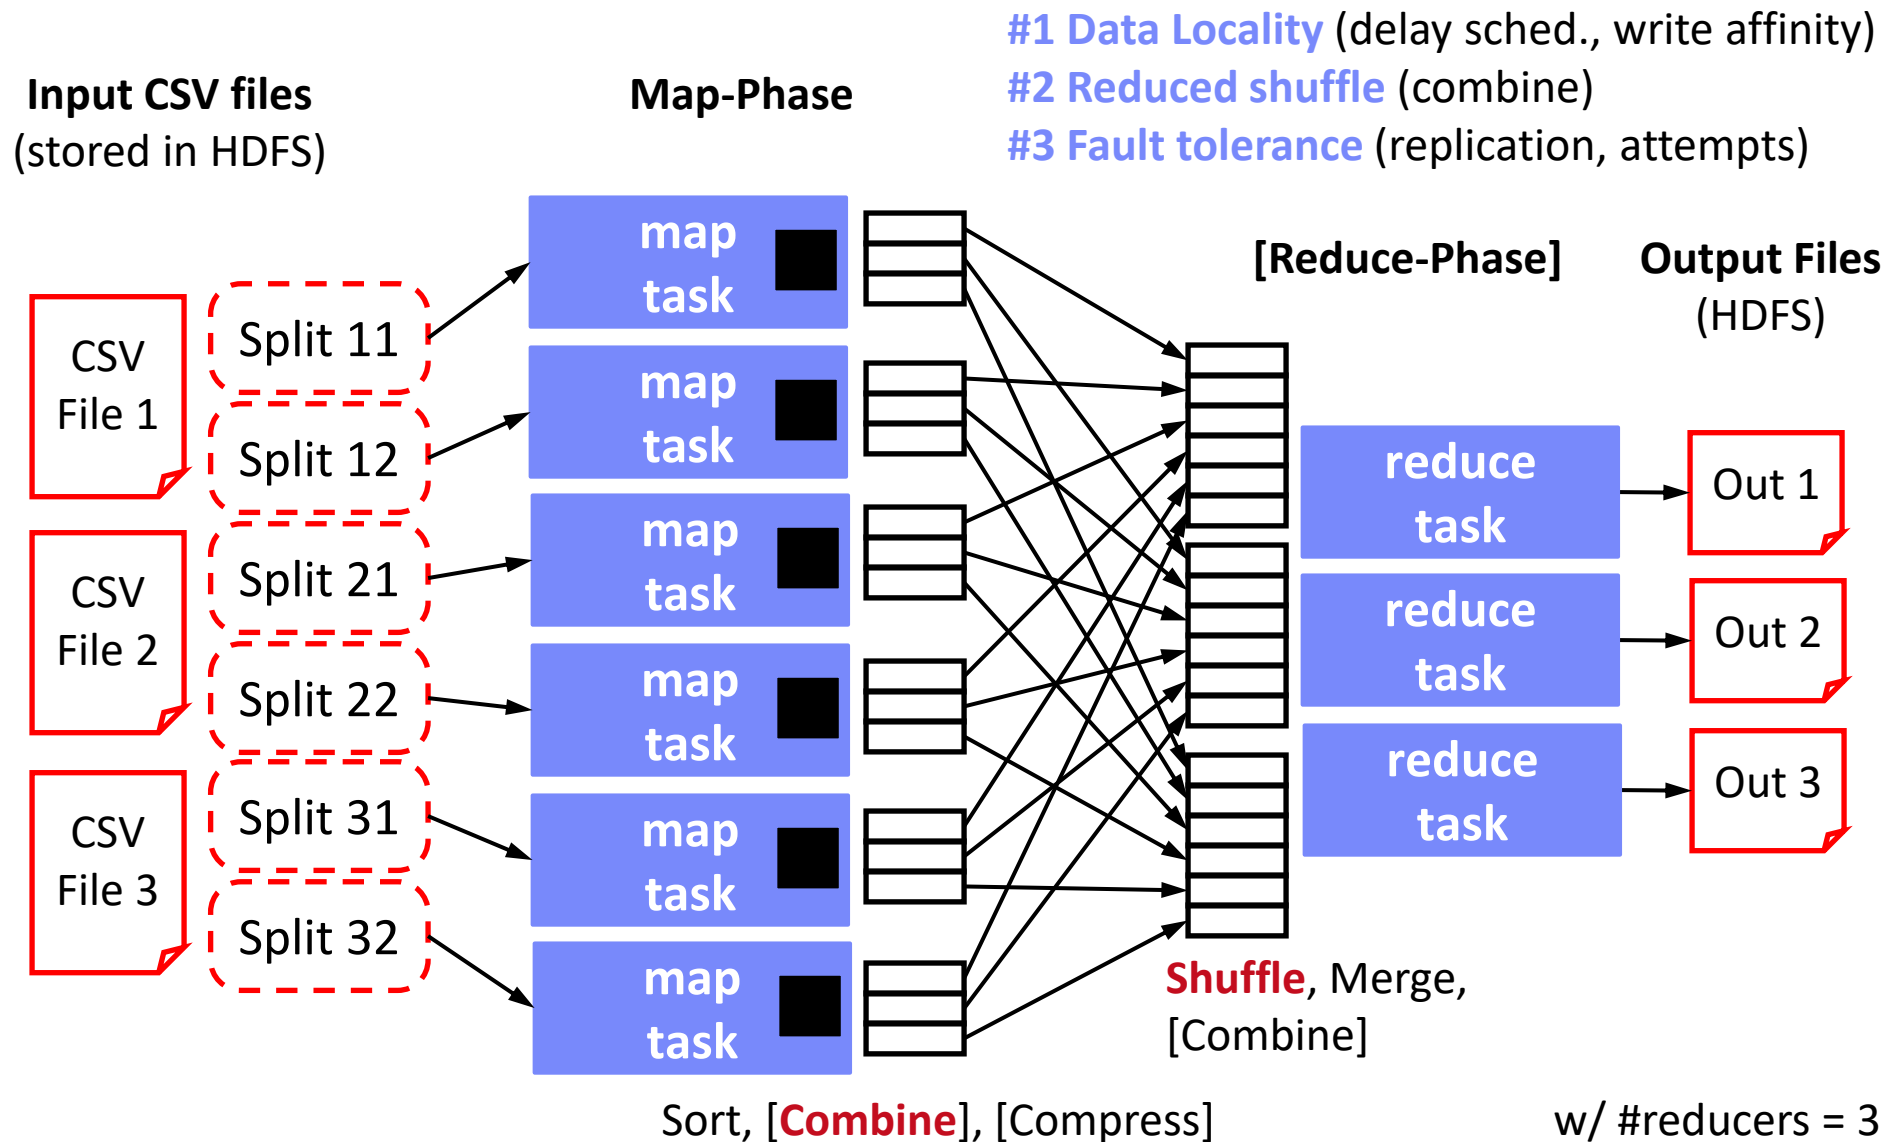 #1 Data Locality (delay sched., write affinity)
#2 Reduced shuffle (combine)
#3 Fault tolerance (replication, attempts)
Input CSV files
(stored in HDFS)
Map-Phase
[Reduce-Phase]
Output Files
(HDFS)
CSV
File 1
CSV
File 2
CSV
File 3
Split 11
Split 12
Split 21
Split 22
Split 31
Split 32
map
task
map
task
map
task
map
task
map
task
map
task
reduce
task
reduce
task
reduce
task
Out 1
Out 2
Out 3
Shuffle, Merge,
[Combine]
Sort, [Combine], [Compress]
w/ #reducers = 3